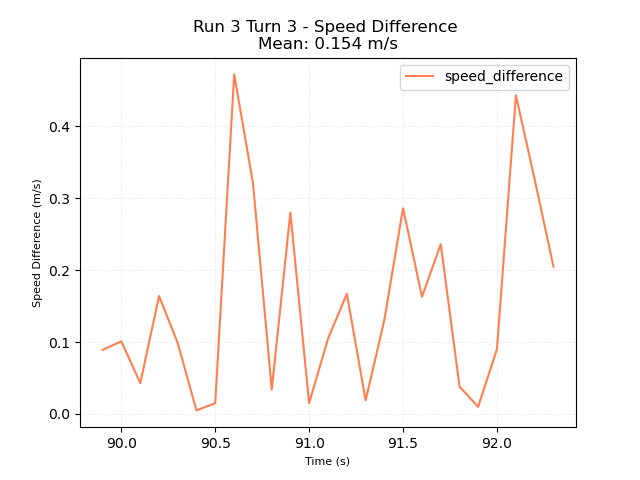 Run 3 Turn 3 - Speed Difference
Mean: 0.154 m/s
speed_difference
Speed Difference (m/s)
0.4
0.3
0.2
0.1
0.0
90.0 90.5 91.0 91.5 92.0
Time (s)